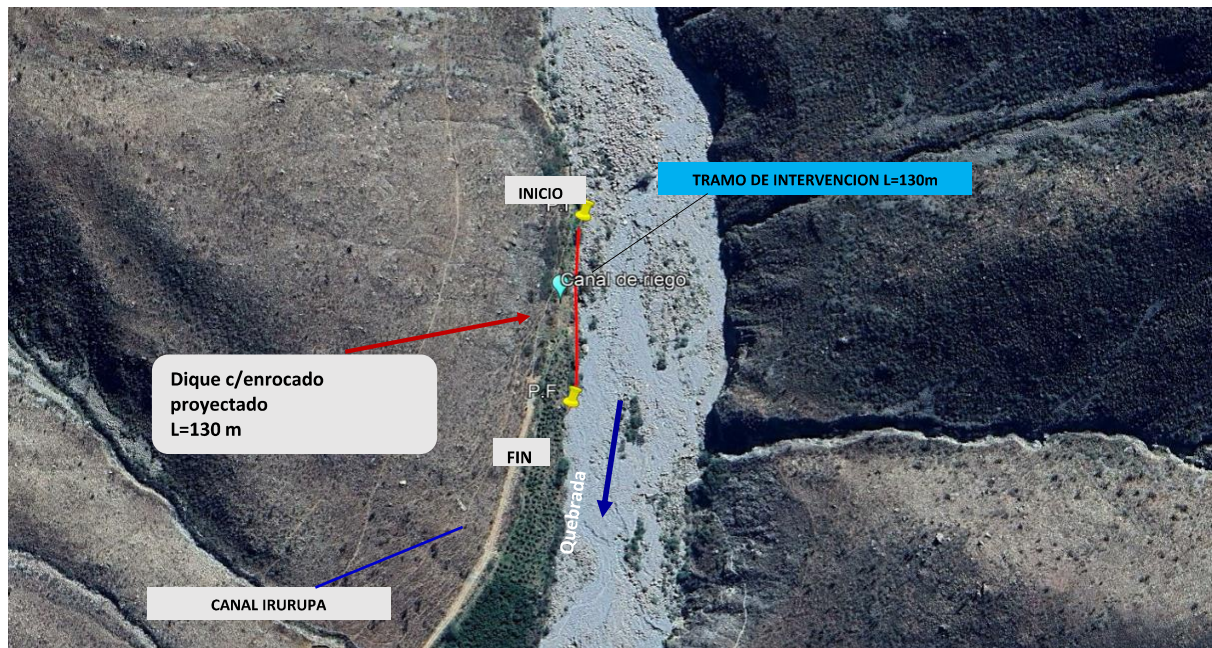 TRAMO DE INTERVENCION L=130m
INICIO
P.I
Canal de riego
Dique c/enrocado
proyectado
L=130 m
P.F
FIN
Quebrada
CANAL IRURUPA